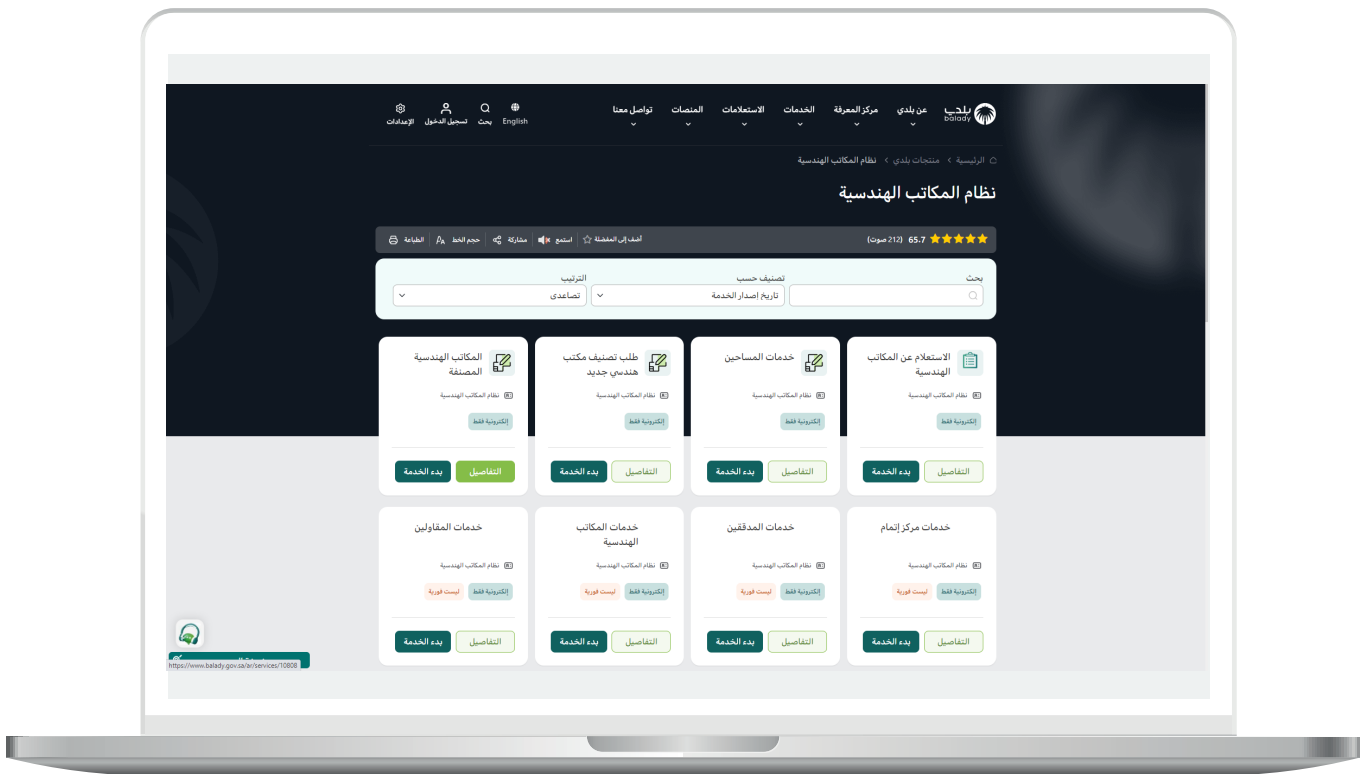 بلدي
balady
عن بلدي
مركز المعرفة
الخدمات
الاستعلامات
المنصات
تواصل معنا
English
بحث
تسجيل الدخول
الإعدادات
الرئيسية > منتجات بلدي > نظام المكاتب الهندسية
نظام المكاتب الهندسية
65.7 (212 صوت)
أضف إلى المفضلة
استمع
مشاركة
حجم الخط
الطباعة
بحث
تصنيف حسب
تاريخ إصدار الخدمة
الترتيب
تصاعدى
الاستعلام عن المكاتب
الهندسية
نظام المكاتب الهندسية
إلكترونية فقط
التفاصيل
بدء الخدمة
خدمات المساحين
نظام المكاتب الهندسية
إلكترونية فقط
التفاصيل
بدء الخدمة
طلب تصنيف مكتب
هندسي جديد
نظام المكاتب الهندسية
إلكترونية فقط
التفاصيل
بدء الخدمة
المكاتب الهندسية
المصنفة
نظام المكاتب الهندسية
إلكترونية فقط
التفاصيل
بدء الخدمة
خدمات مركز إتمام
نظام المكاتب الهندسية
إلكترونية فقط
ليست فورية
التفاصيل
بدء الخدمة
خدمات المدققين
نظام المكاتب الهندسية
إلكترونية فقط
ليست فورية
التفاصيل
بدء الخدمة
خدمات المكاتب
الهندسية
نظام المكاتب الهندسية
إلكترونية فقط
ليست فورية
التفاصيل
بدء الخدمة
خدمات المقاولين
نظام المكاتب الهندسية
إلكترونية فقط
ليست فورية
التفاصيل
بدء الخدمة
https://www.balady.gov.sa/ar/services/10808